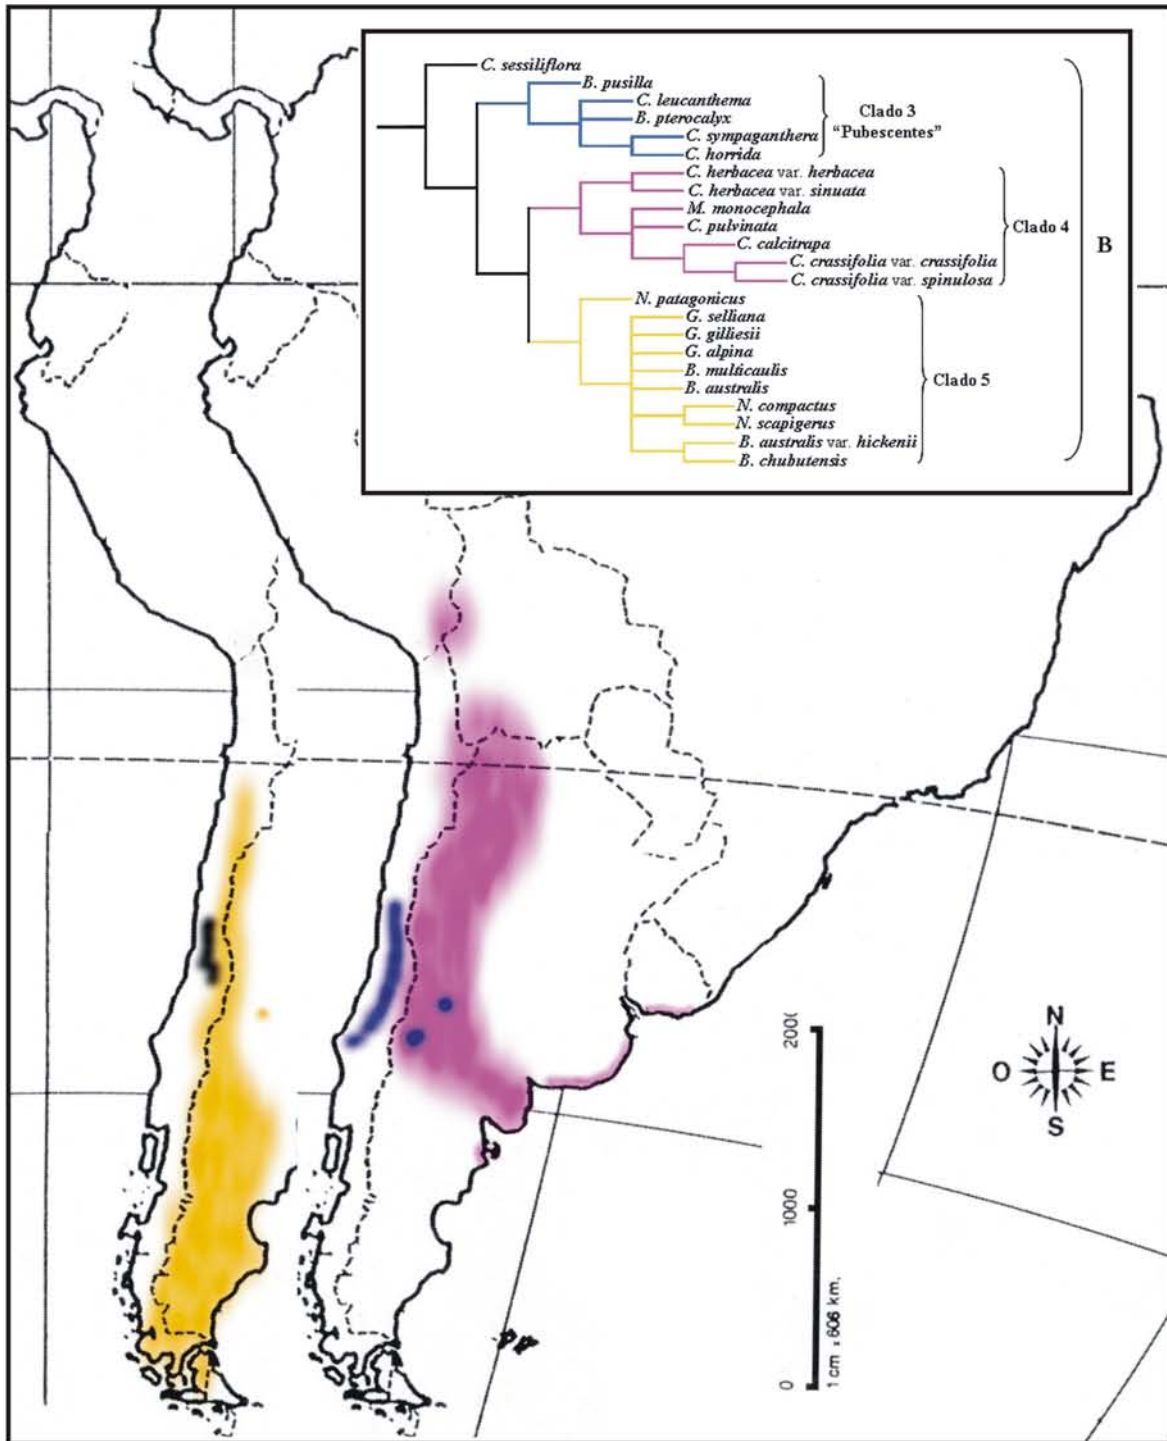 C. sessiliflora
B. pusilla
C. leucanthema
B. pterocalyx
C. sympaganthera
C. horrida
Clado 3
“Pubescentes”
C. herbacea var. herbacea
C. herbacea var. sinuata
M. monocephala
C. pulvinata
C. calcitrapa
C. crassifolia var. crassifolia
C. crassifolia var. spinulosa
Clado 4
B
N. patagonicus
G. selliana
G. gilliesii
G. alpina
B. multicaulis
B. australis
N. compactus
N. scapigerus
B. australis var. hickenii
B. chubutensis
Clado 5
N
O E
S
2000
1000
0
1 cm : 606 km.